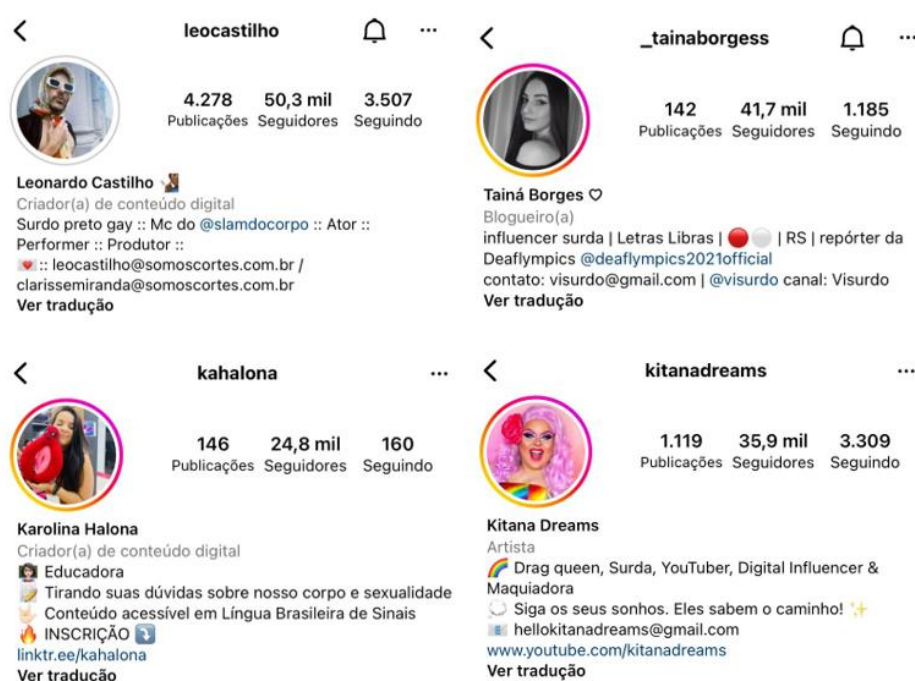 leocastilho
4.278 50,3 mil 3.507
Publicações Seguidores Seguindo
Leonardo Castilho
Criador(a) de conteúdo digital
Surdo preto gay :: Mc do @slamdocorpo :: Ator ::
Performer :: Produtor ::
💌:: leocastilho@somoscortes.com.br /
clarissemiranda@somoscortes.com.br
Ver tradução
_tainaborgess
142 41,7 mil 1.185
Publicações Seguidores Seguindo
Tainá Borges ♡
Blogueiro(a)
influencer surda | Letras Libras | 🔴⚪ | RS | repórter da
Deaflympics @deaflympics2021official
contato: visurdo@gmail.com | @visurdo canal: Visurdo
Ver tradução
kahalona
146 24,8 mil 160
Publicações Seguidores Seguindo
Karolina Halona
Criador(a) de conteúdo digital
Educadora
Tirando suas dúvidas sobre nosso corpo e sexualidade
Conteúdo acessível em Língua Brasileira de Sinais
🔥 INSCRIÇÃO ⤵️
linktr.ee/kahalona
Ver tradução
kitanadreams
1.119 35,9 mil 3.309
Publicações Seguidores Seguindo
Kitana Dreams
Artista
🌈 Drag queen, Surda, YouTuber, Digital Influencer &
Maquiadora
💭 Siga os seus sonhos. Eles sabem o caminho! ✨
📧 hellokitanadreams@gmail.com
www.youtube.com/kitanadreams
Ver tradução